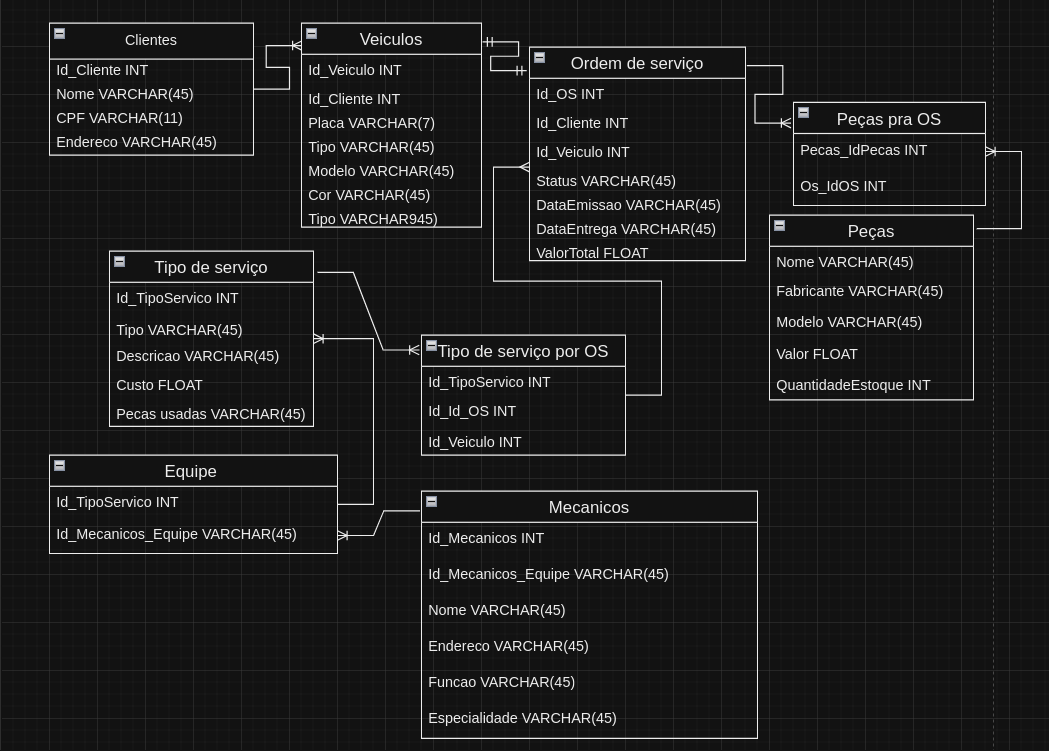 Clientes
Id_Cliente INT
Nome VARCHAR(45)
CPF VARCHAR(11)
Endereco VARCHAR(45)
Veiculos
Id_Veiculo INT
Id_Cliente INT
Placa VARCHAR(7)
Tipo VARCHAR(45)
Modelo VARCHAR(45)
Cor VARCHAR(45)
Tipo VARCHAR945)
Ordem de serviço
Id_OS INT
Id_Cliente INT
Id_Veiculo INT
Status VARCHAR(45)
DataEmissao VARCHAR(45)
DataEntrega VARCHAR(45)
ValorTotal FLOAT
Peças pra OS
Pecas_IdPecas INT
Os_IdOS INT
Peças
Nome VARCHAR(45)
Fabricante VARCHAR(45)
Modelo VARCHAR(45)
Valor FLOAT
QuantidadeEstoque INT
Tipo de serviço
Id_TipoServico INT
Tipo VARCHAR(45)
Descricao VARCHAR(45)
Custo FLOAT
Pecas usadas VARCHAR(45)
Tipo de serviço por OS
Id_TipoServico INT
Id_Id_OS INT
Id_Veiculo INT
Equipe
Id_TipoServico INT
Id_Mecanicos_Equipe VARCHAR(45)
Mecanicos
Id_Mecanicos INT
Id_Mecanicos_Equipe VARCHAR(45)
Nome VARCHAR(45)
Endereco VARCHAR(45)
Funcao VARCHAR(45)
Especialidade VARCHAR(45)